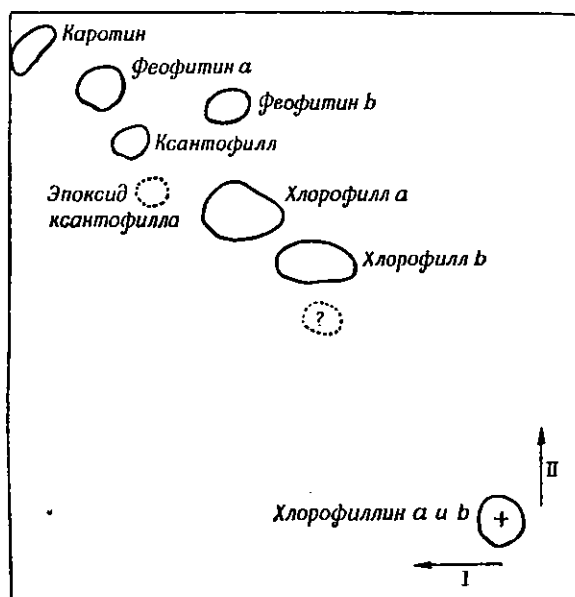 Каротин
Феофитин a
Феофитин b
Ксантофилл
Эпоксид
ксантофилла
Хлорофилл a
Хлорофилл b
?
II
Хлорофиллин a и b
+
I